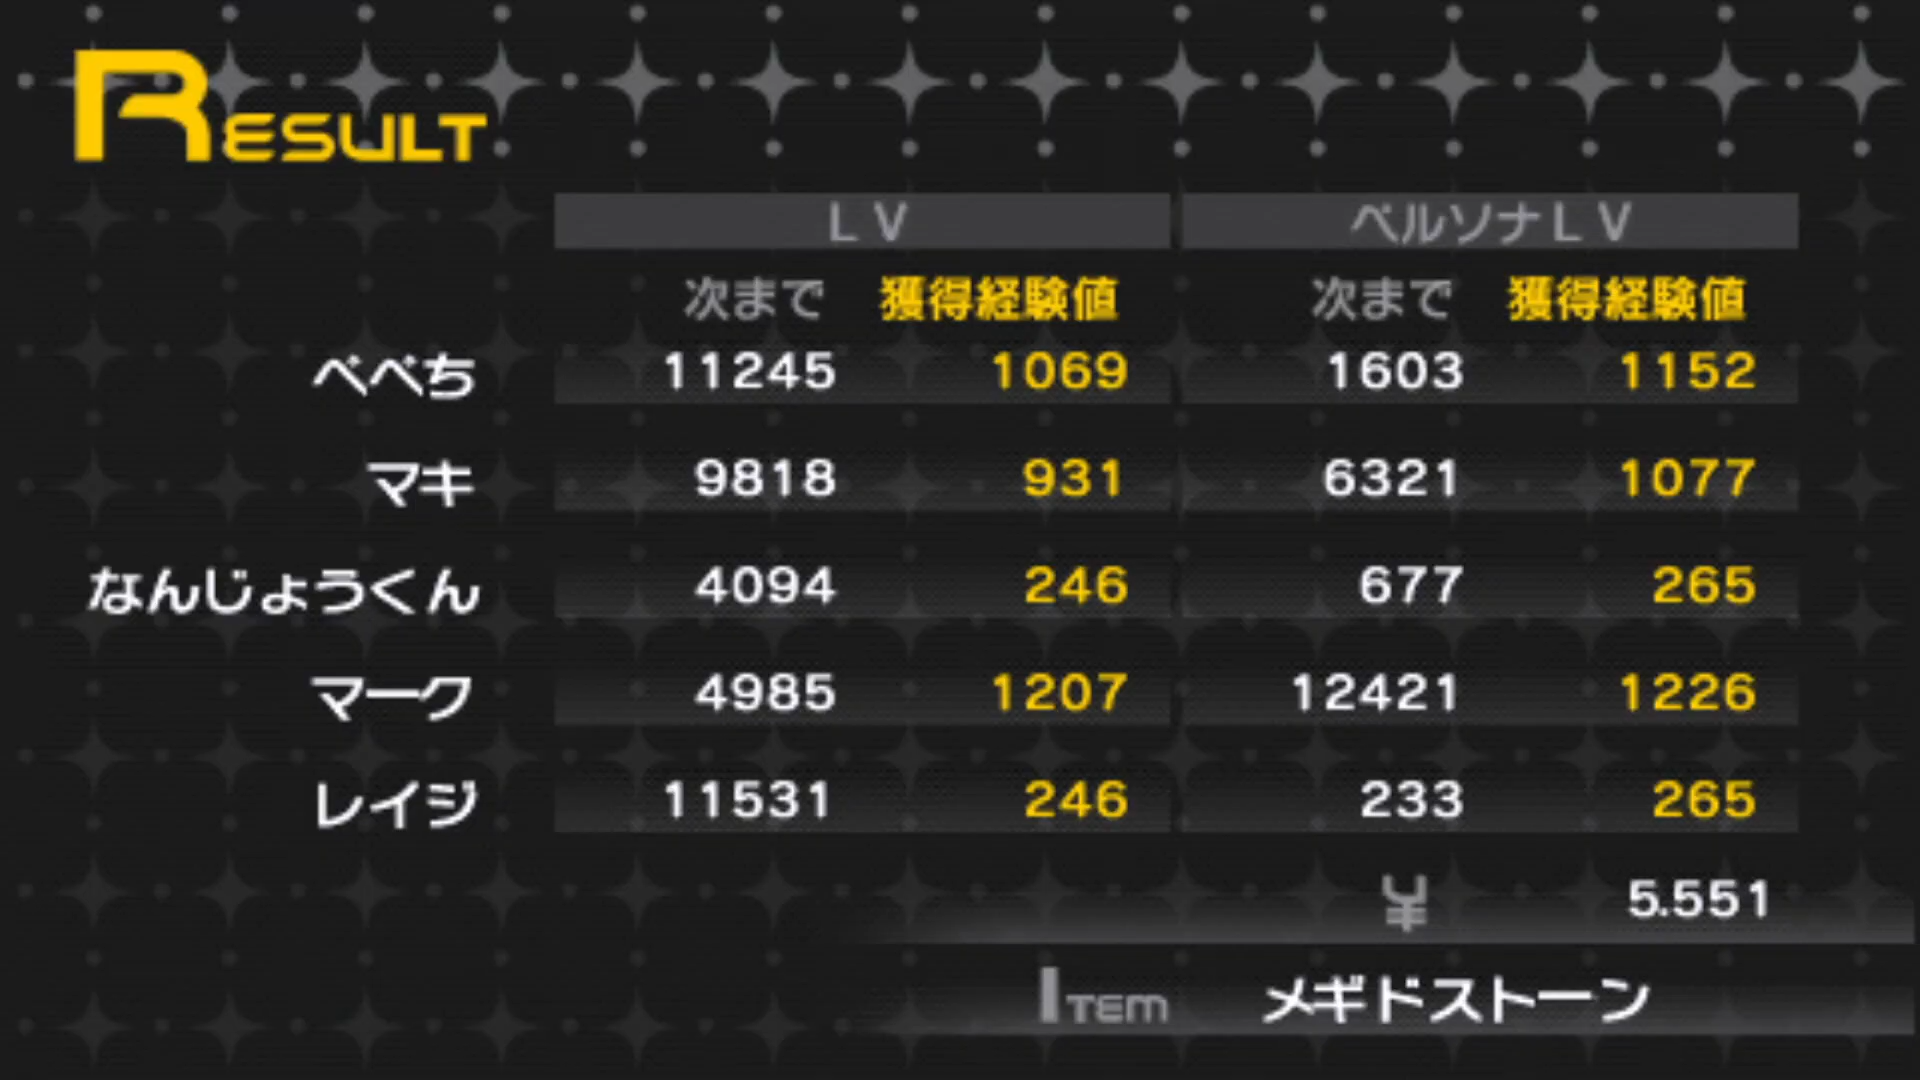 RESULT
LV ペルソナLV
次まで 獲得経験値 次まで 獲得経験値
べべち 11245 1069 1603 1152
マキ 9818 931 6321 1077
なんじょうくん 4094 246 677 265
マーク 4985 1207 12421 1226
レイジ 11531 246 233 265
¥ 5.551
ITEM メギドストーン